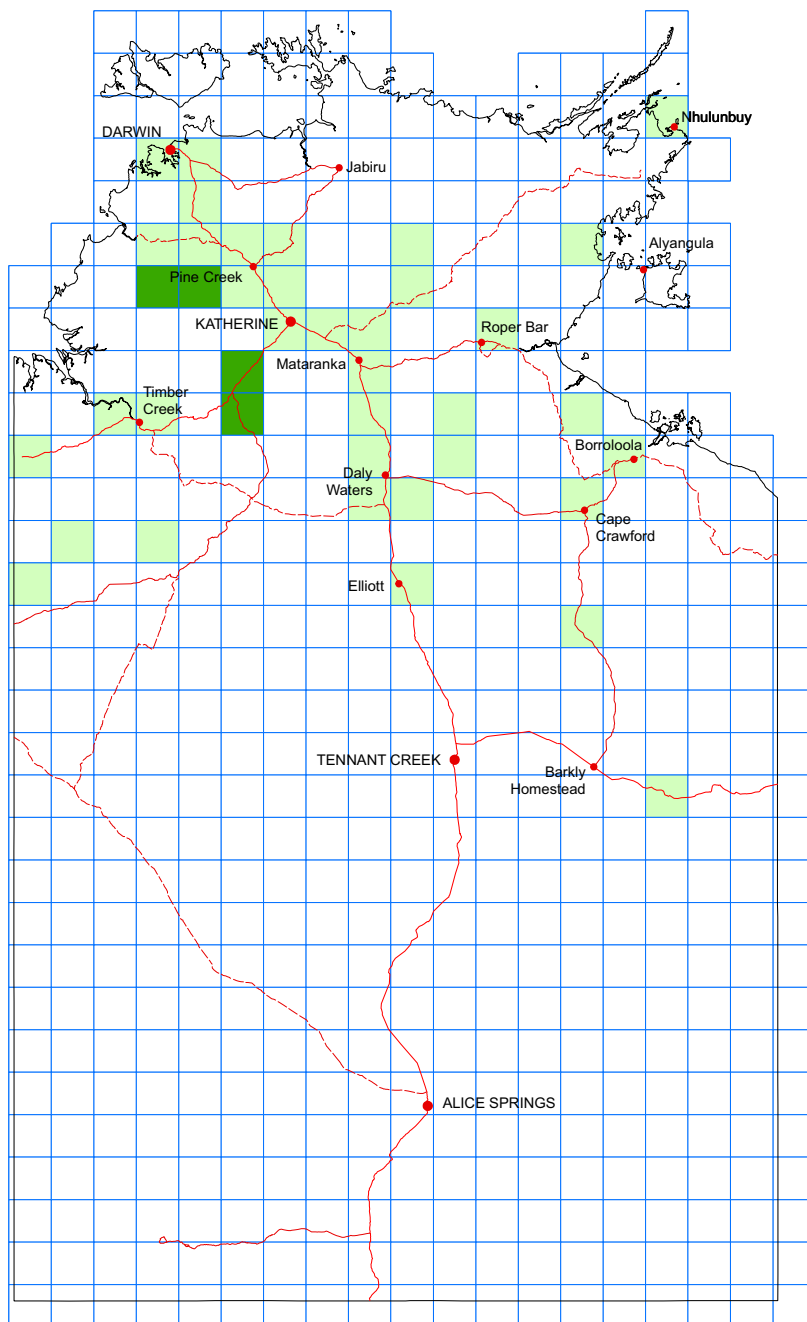 Nhulunbuy
DARWIN
Jabiru
Alyangula
Pine Creek
KATHERINE
Roper Bar
Mataranka
Timber
Creek
Borroloola
Daly
Waters
Cape
Crawford
Elliott
TENNANT CREEK
Barkly
Homestead
ALICE SPRINGS